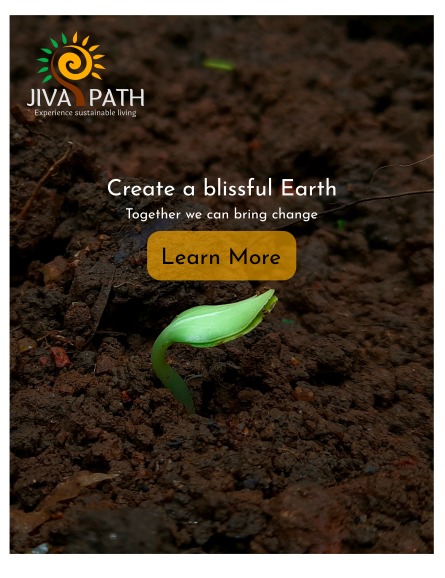 JIVA PATH
Experience sustainable living
Create a blissful Earth
Together we can bring change
Learn More